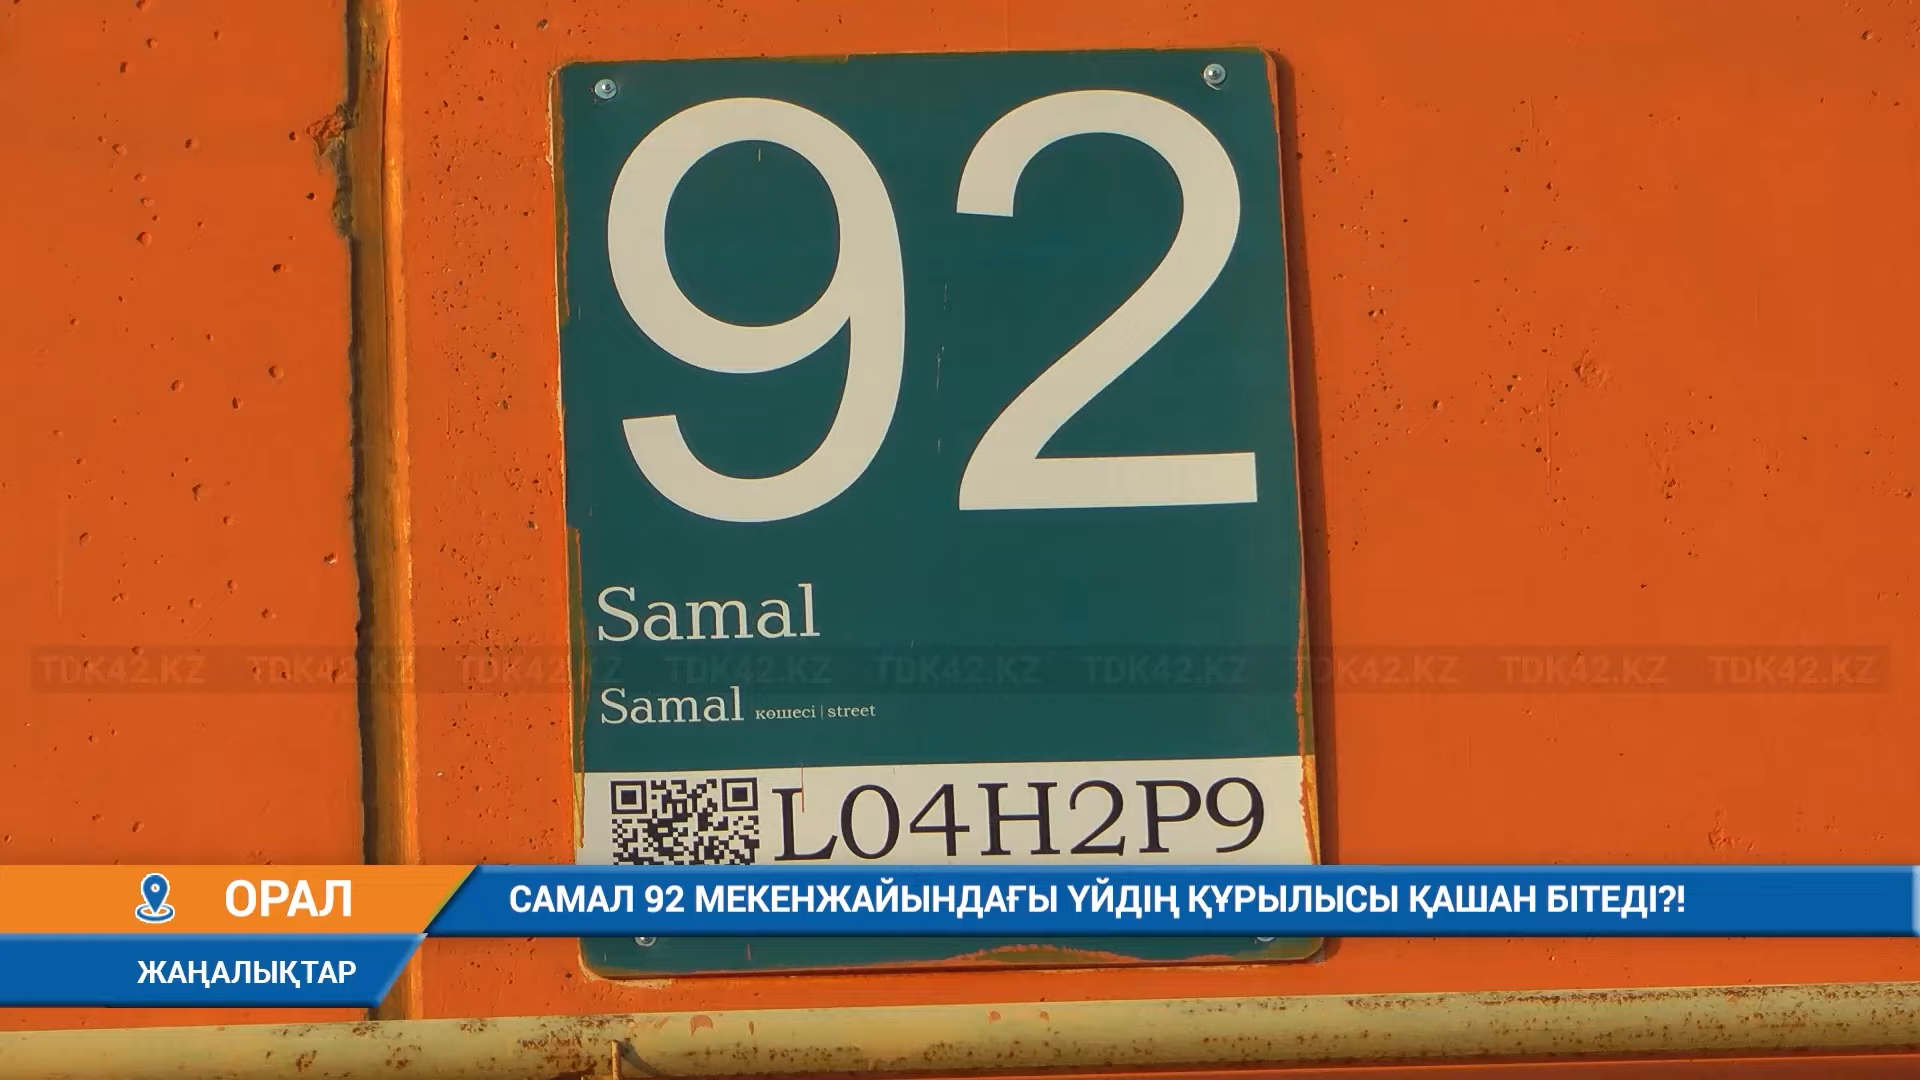 92
Samal
TDK42.KZ TDK42.KZ TDK42.KZ TDK42.KZ TDK42.KZ TDK42.KZ TDK42.KZ TDK42.KZ TDK42.KZ
Samal көшесі | street
L04H2P9
ОРАЛ
САМАЛ 92 МЕКЕНЖАЙЫНДАҒЫ ҮЙДІҢ ҚҰРЫЛЫСЫ ҚАШАН БІТЕДІ?!
ЖАҢАЛЫҚТАР